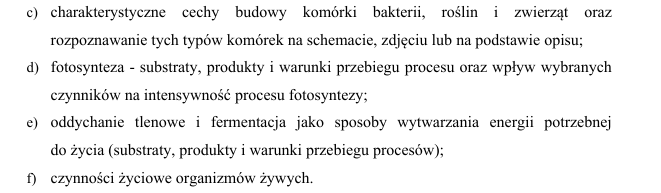 c) charakterystyczne cechy budowy komórki bakterii, roślin i zwierząt oraz
rozpoznawanie tych typów komórek na schemacie, zdjęciu lub na podstawie opisu;
d) fotosynteza - substraty, produkty i warunki przebiegu procesu oraz wpływ wybranych
czynników na intensywność procesu fotosyntezy;
e) oddychanie tlenowe i fermentacja jako sposoby wytwarzania energii potrzebnej
do życia (substraty, produkty i warunki przebiegu procesów);
f) czynności życiowe organizmów żywych.